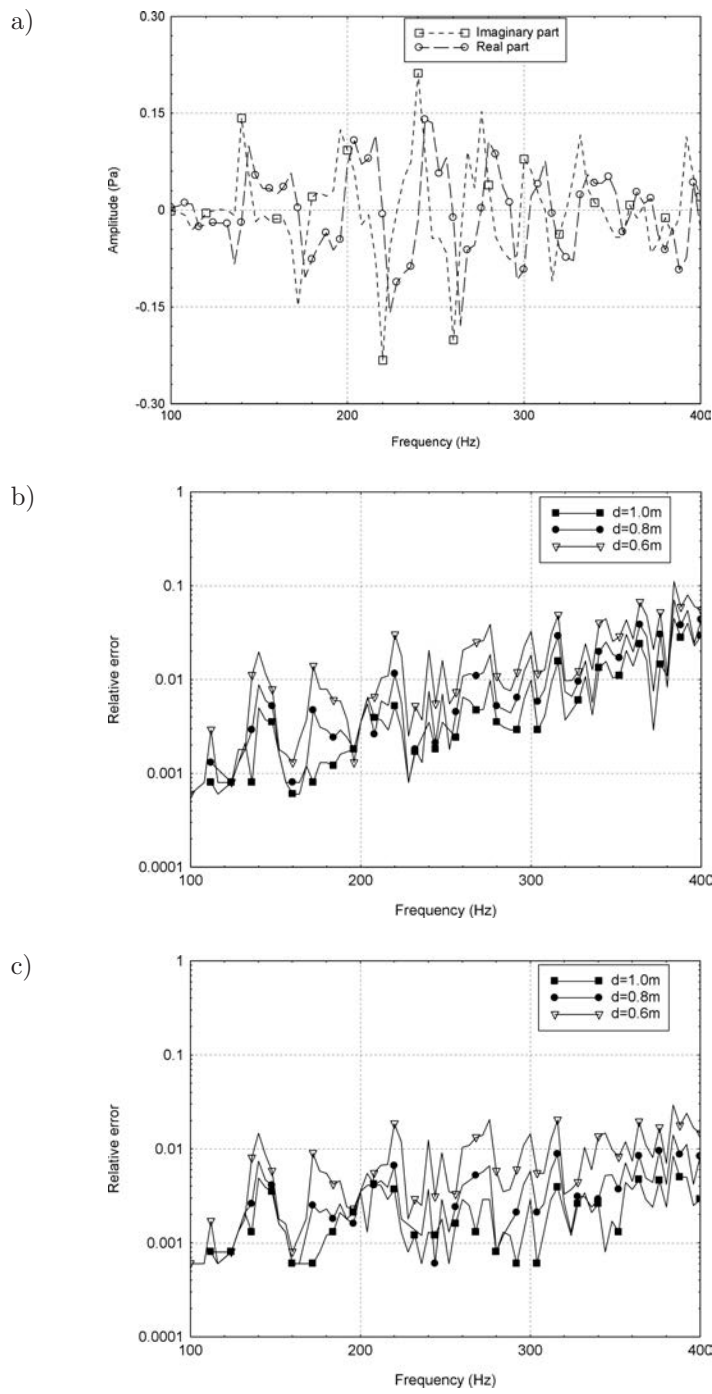 a)
0.30
0.15
0
-0.15
-0.30
Amplitude (Pa)
Imaginary part
Real part
100
200
300
400
Frequency (Hz)
b)
1
0.1
0.01
0.001
0.0001
Relative error
d=1.0m
d=0.8m
d=0.6m
100
200
300
400
Frequency (Hz)
c)
1
0.1
0.01
0.001
0.0001
Relative error
d=1.0m
d=0.8m
d=0.6m
100
200
300
400
Frequency (Hz)